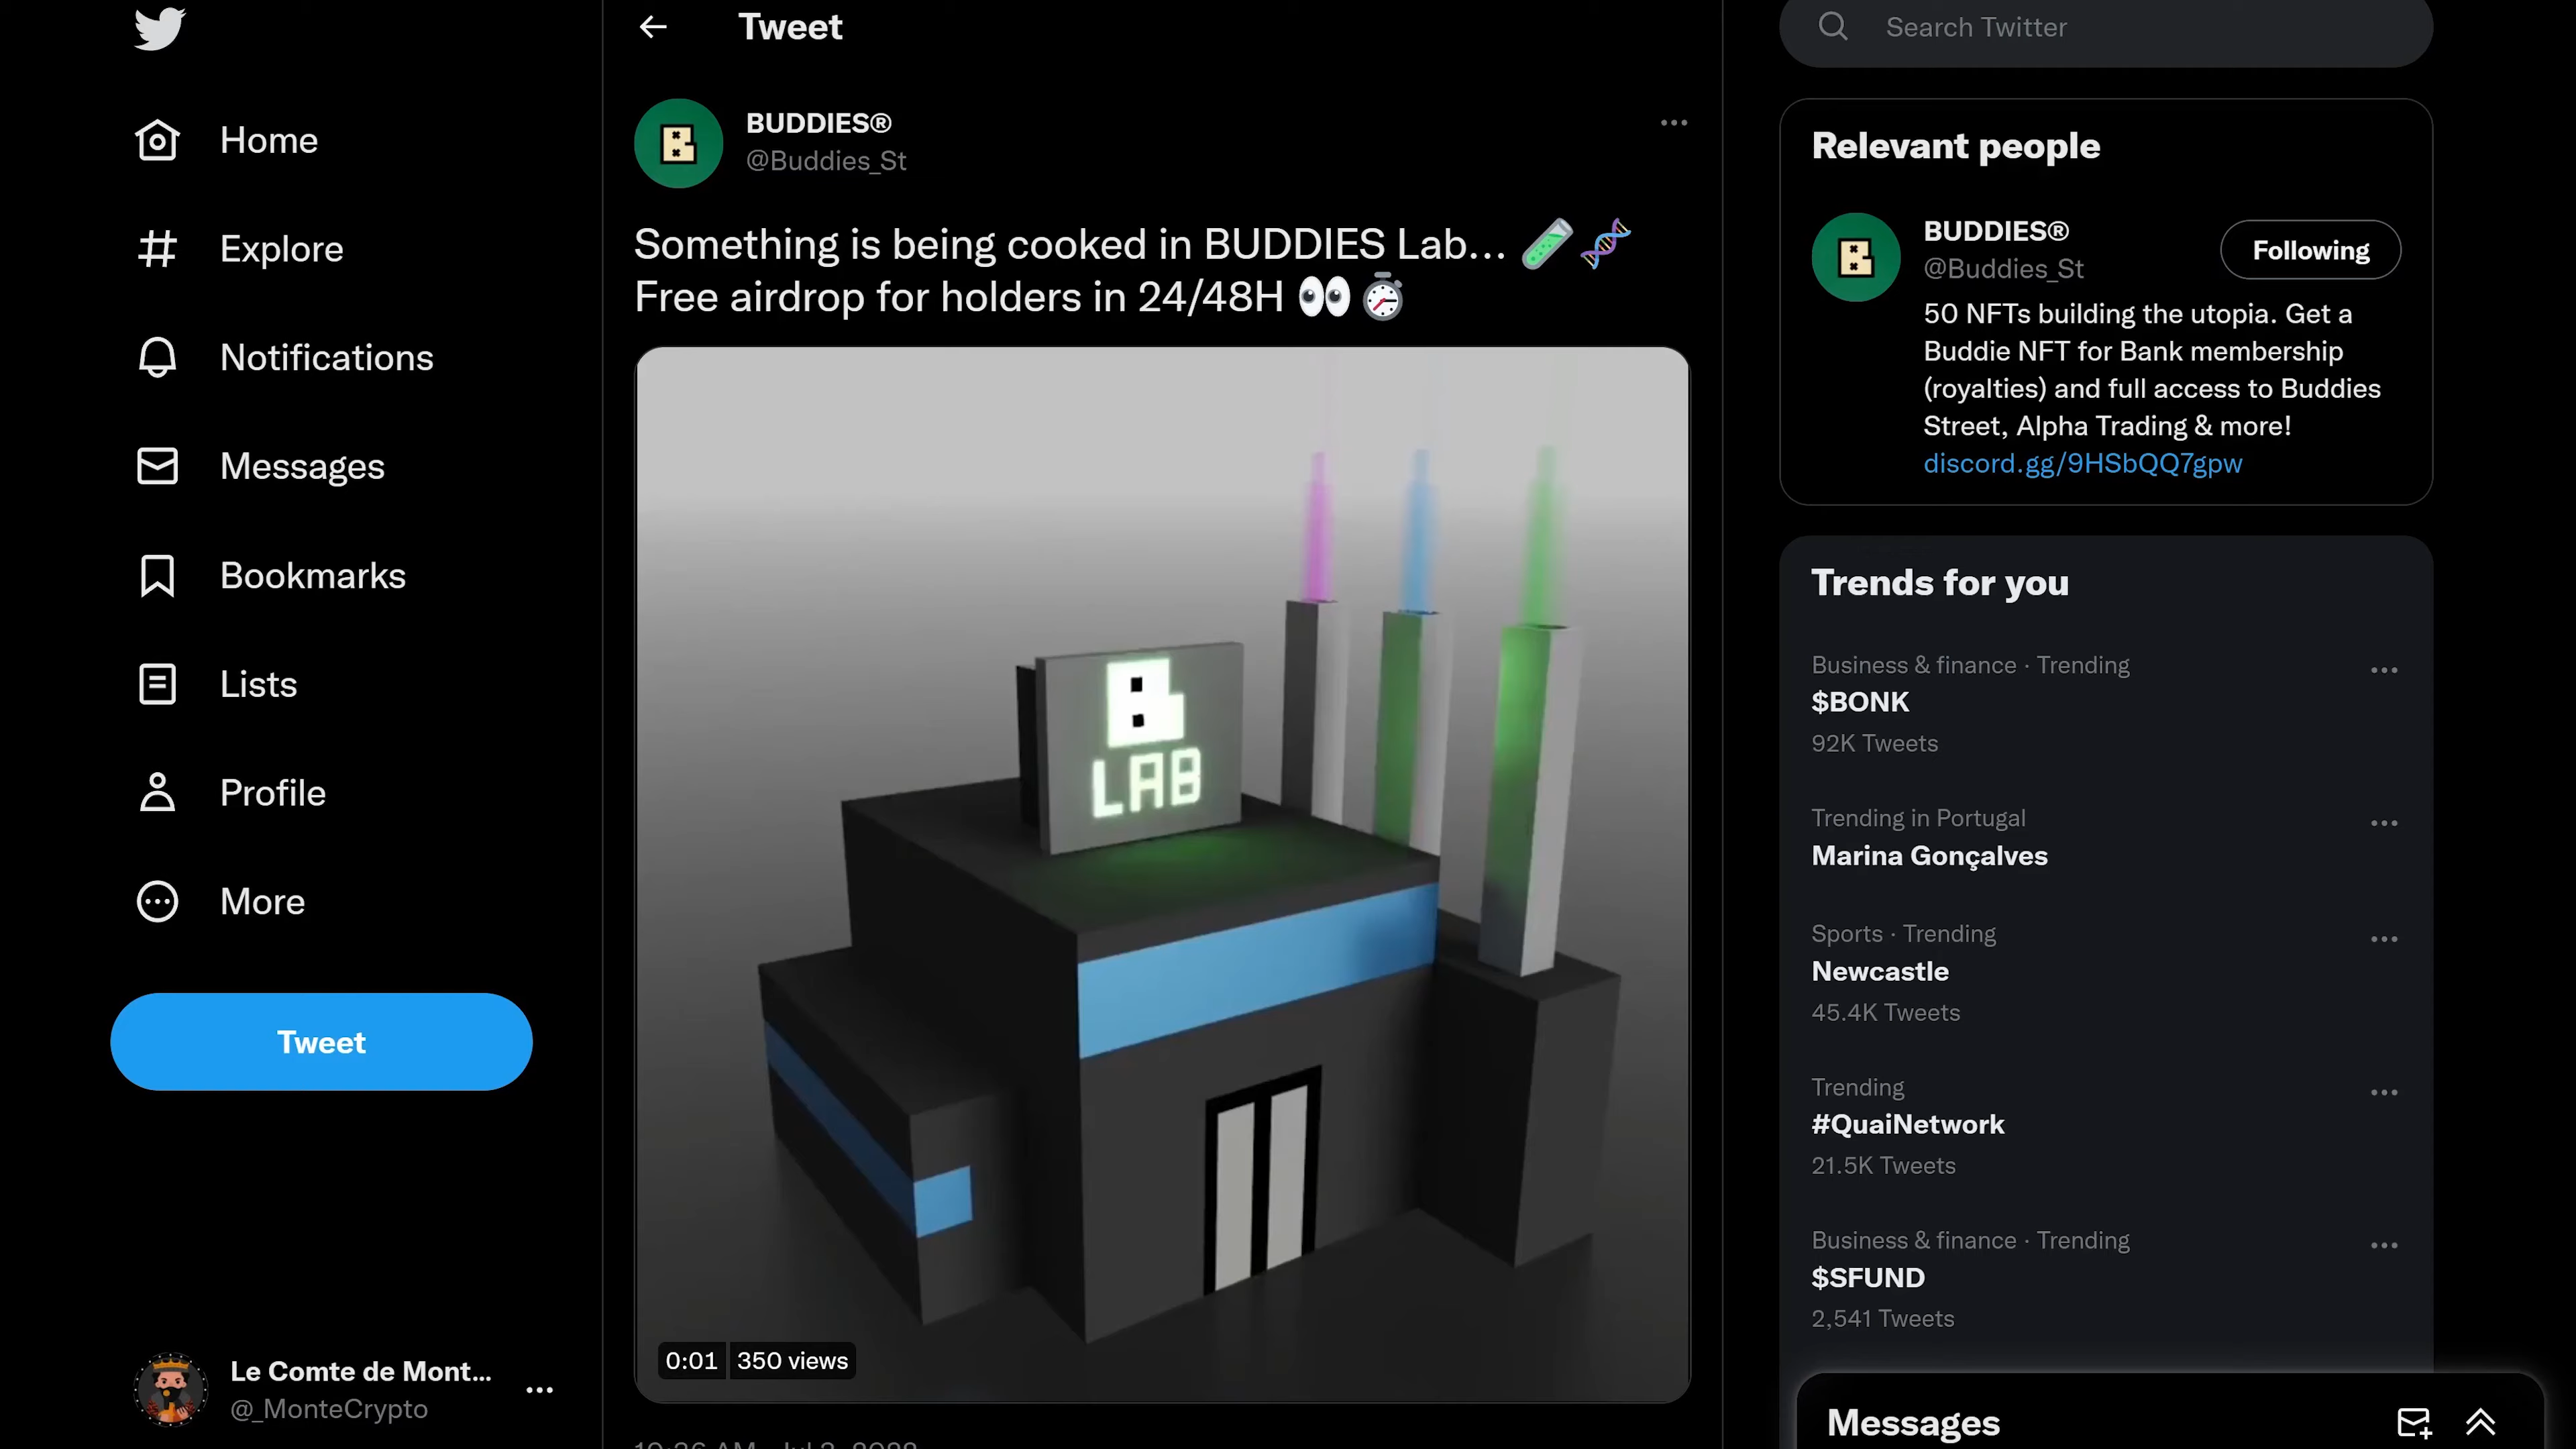 Home
Explore
Notifications
Messages
Bookmarks
Lists
Profile
More
Tweet
Le Comte de Mont...
@_MonteCrypto
Tweet
BUDDIES®
@Buddies_St
Something is being cooked in BUDDIES Lab... 🧪🧬
Free airdrop for holders in 24/48H 👀⏱
B
LAB
0:01
350 views
Search Twitter
Relevant people
BUDDIES®
@Buddies_St
Following
50 NFTs building the utopia. Get a
Buddie NFT for Bank membership
(royalties) and full access to Buddies
Street, Alpha Trading & more!
discord.gg/9HSbQQ7gpw
Trends for you
Business & finance · Trending
$BONK
92K Tweets
Trending in Portugal
Marina Gonçalves
Sports · Trending
Newcastle
45.4K Tweets
Trending
#QuaiNetwork
21.5K Tweets
Business & finance · Trending
$SFUND
2,541 Tweets
Messages